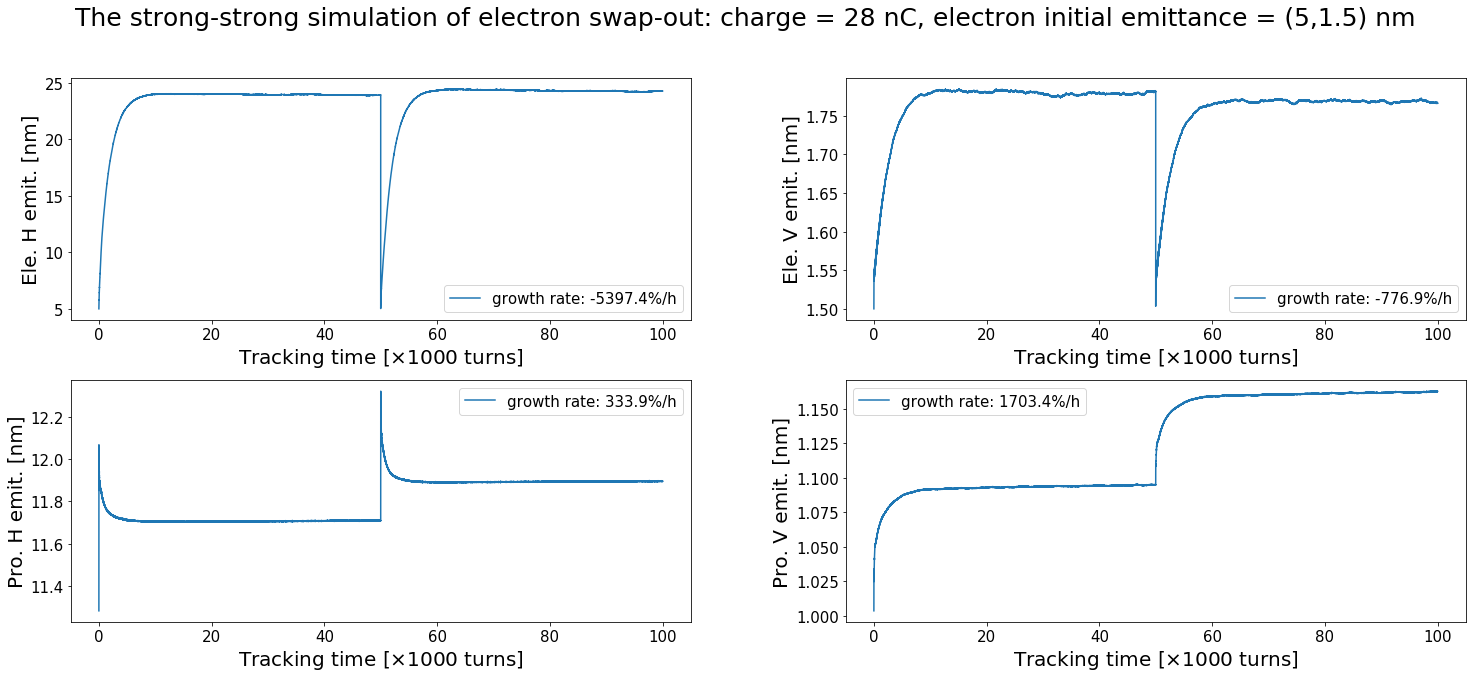 The strong-strong simulation of electron swap-out: charge = 28 nC, electron initial emittance = (5,1.5) nm
Ele. H emit. [nm]
25
20
15
10
5
growth rate: -5397.4%/h
0 20 40 60 80 100
Tracking time [×1000 turns]
Ele. V emit. [nm]
1.75
1.70
1.65
1.60
1.55
1.50
growth rate: -776.9%/h
0 20 40 60 80 100
Tracking time [×1000 turns]
Pro. H emit. [nm]
12.2
12.0
11.8
11.6
11.4
growth rate: 333.9%/h
0 20 40 60 80 100
Tracking time [×1000 turns]
Pro. V emit. [nm]
1.150
1.125
1.100
1.075
1.050
1.025
1.000
growth rate: 1703.4%/h
0 20 40 60 80 100
Tracking time [×1000 turns]